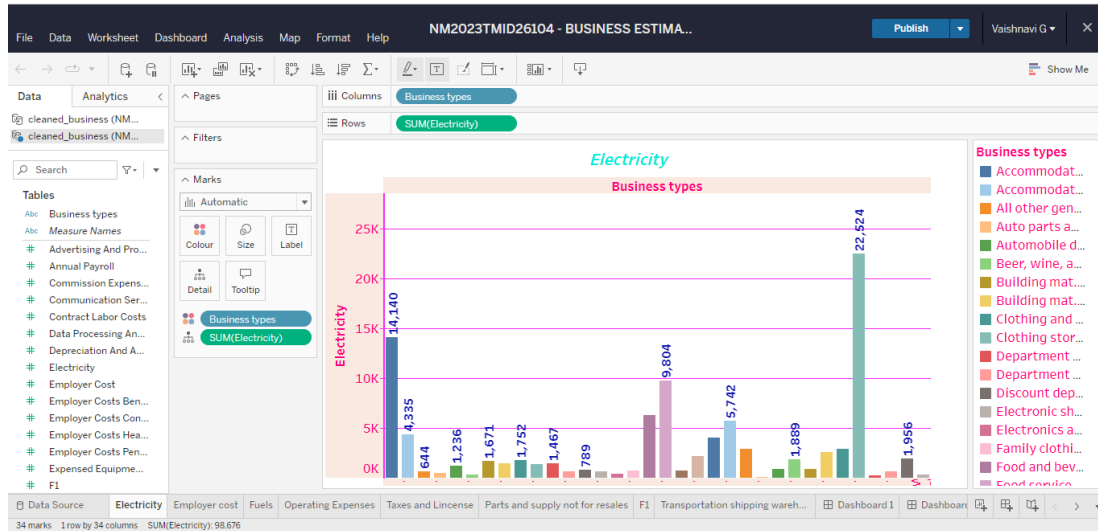 NM2023TMID26104 - BUSINESS ESTIMA...
File Data Worksheet Dashboard Analysis Map Format Help
Publish
Vaishnavi G
Show Me
Data Analytics
cleaned_business (NM...
cleaned_business (NM...
Search
Tables
Abc Business types
Abc Measure Names
# Advertising And Pro...
# Annual Payroll
# Commission Expens...
# Communication Ser...
# Contract Labor Costs
# Data Processing An...
# Depreciation And A...
# Electricity
# Employer Cost
# Employer Costs Ben...
# Employer Costs Con...
# Employer Costs Hea...
# Employer Costs Pen...
# Expensed Equipme...
# F1
Pages
Filters
Marks
Automatic
Colour Size Label
Detail Tooltip
Business types
SUM(Electricity)
Columns Business types
Rows SUM(Electricity)
Electricity
Business types
Electricity
25K
20K
15K
10K
5K
0K
14,140
4,335
644
1,236
1,671
1,752
1,467
789
9,804
5,742
1,889
22,524
1,956
Business types
Accommodat...
Accommodat...
All other gen...
Auto parts a...
Automobile d...
Beer, wine, a...
Building mat...
Building mat...
Clothing and ...
Clothing stor...
Department ...
Department ...
Discount dep...
Electronic sh...
Electronics a...
Family clothi...
Food and bev...
Food service
Data Source Electricity Employer cost Fuels Operating Expenses Taxes and Lincense Parts and supply not for resales F1 Transportation shipping wareh... Dashboard 1 Dashboar
34 marks 1 row by 34 columns SUM(Electricity): 98,676